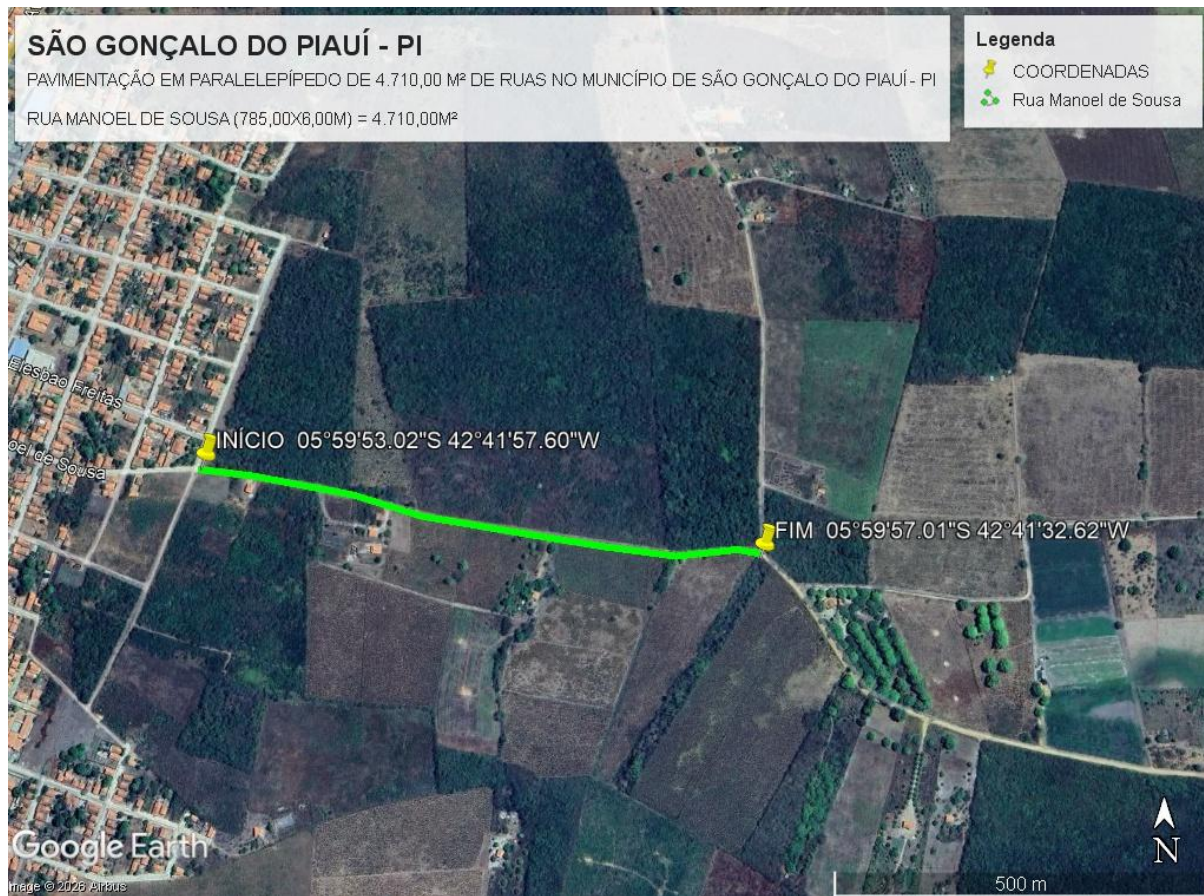 SÃO GONÇALO DO PIAUÍ - PI
PAVIMENTAÇÃO EM PARALELEPÍPEDO DE 4.710,00 M² DE RUAS NO MUNICÍPIO DE SÃO GONÇALO DO PIAUÍ - PI
RUA MANOEL DE SOUSA (785,00X6,00M) = 4.710,00M²
Legenda
COORDENADAS
Rua Manoel de Sousa
Elesbao Freitas
INÍCIO 05°59'53.02"S 42°41'57.60"W
oel de Sousa
FIM 05°59'57.01"S 42°41'32.62"W
Google Earth
N
Image © 2026 Airbus
500 m